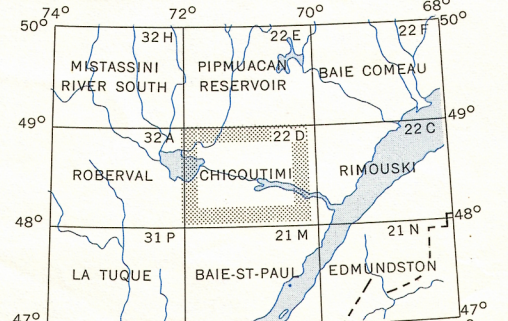 74° 72° 70° 68°
50° 32 H 22 E 22 F 50°
MISTASSINI PIPMUACAN BAIE COMEAU
RIVER SOUTH RESERVOIR
49° 49°
32 A 22 D 22 C
ROBERVAL CHICOUTIMI RIMOUSKI
48° 48°
31 P 21 M 21 N
LA TUQUE BAIE-ST-PAUL EDMUNDSTON
47° 47°